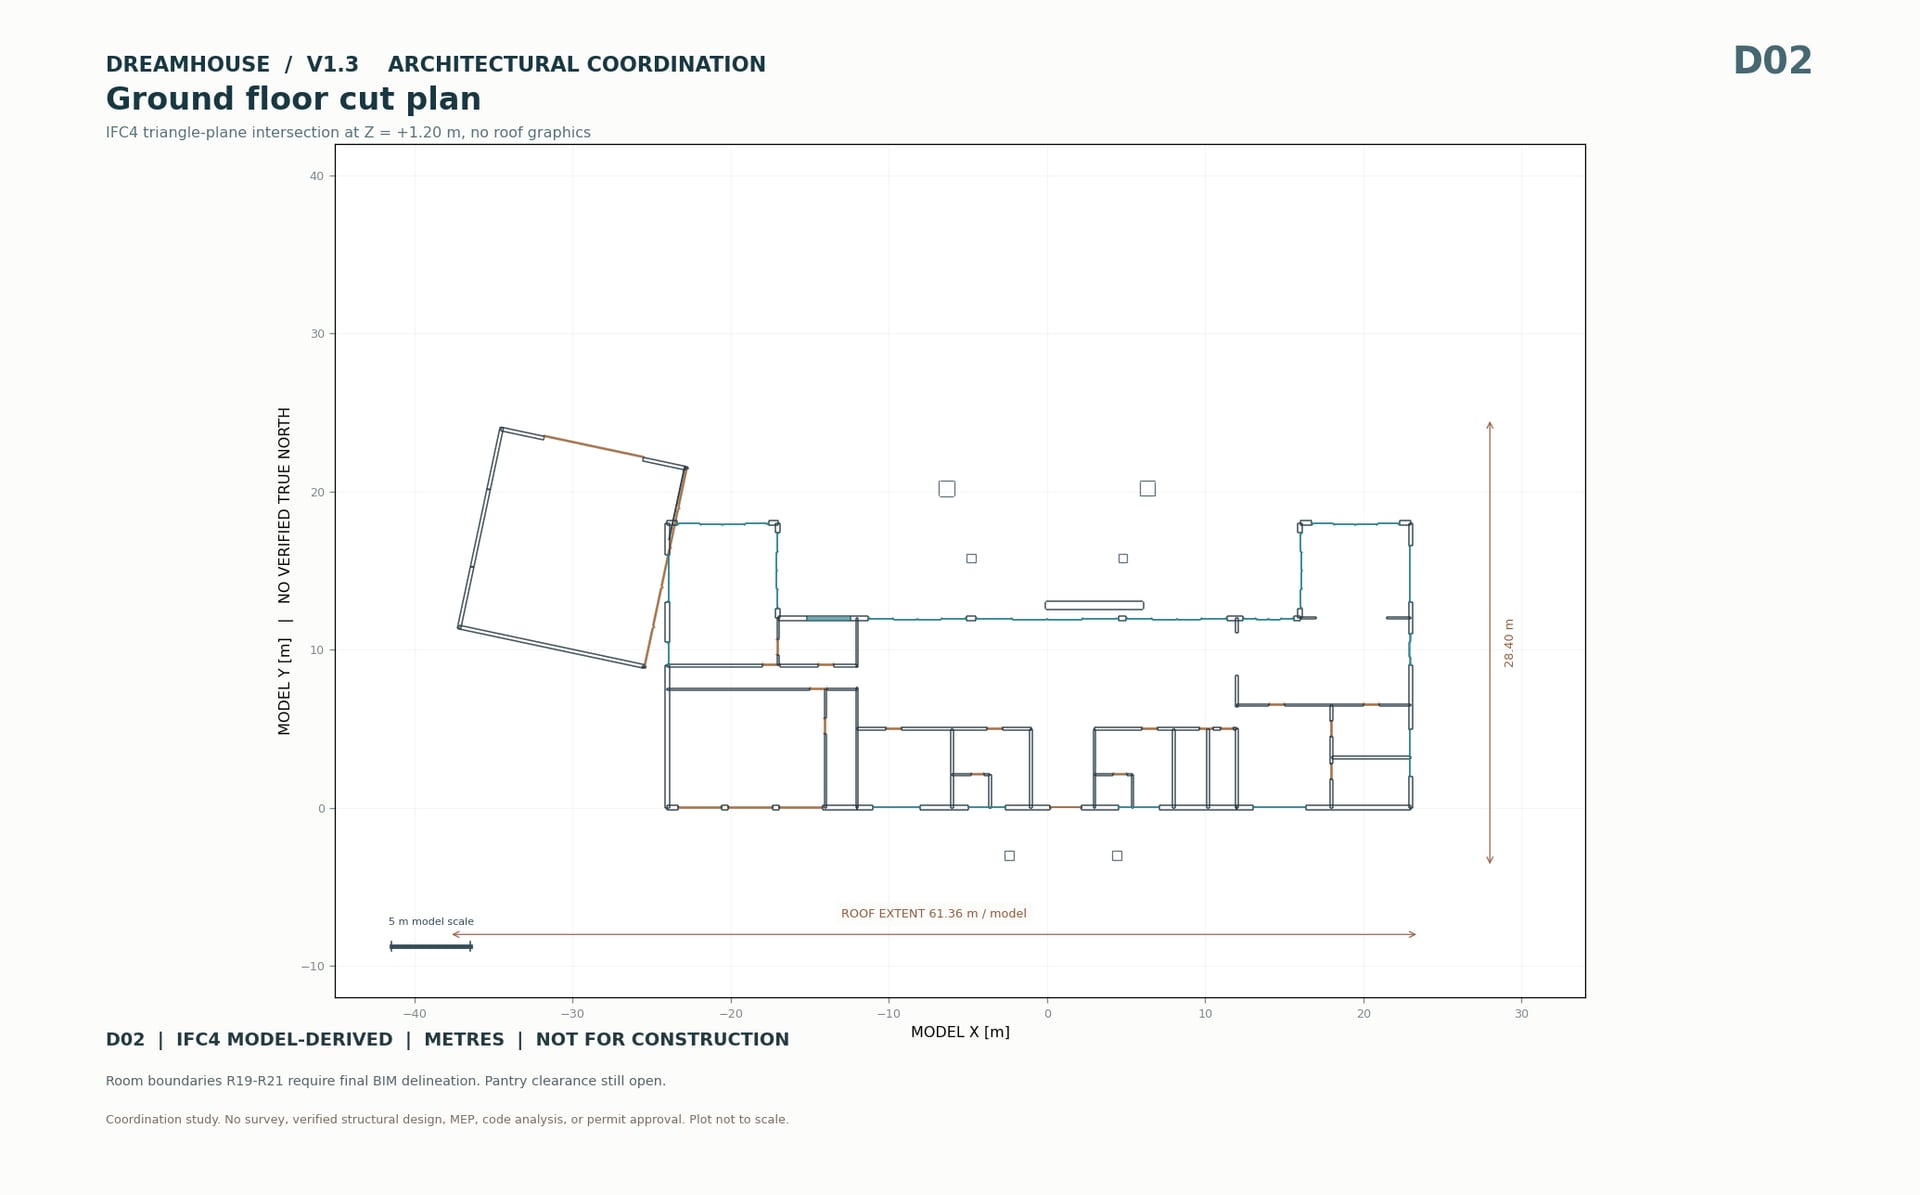 DREAMHOUSE / V1.3 ARCHITECTURAL COORDINATION
D02
Ground floor cut plan
IFC4 triangle-plane intersection at Z = +1.20 m, no roof graphics
40
30
20
10
0
−10
MODEL Y [m] | NO VERIFIED TRUE NORTH
28.40 m
ROOF EXTENT 61.36 m / model
5 m model scale
−40
−30
−20
−10
0
10
20
30
MODEL X [m]
D02 | IFC4 MODEL-DERIVED | METRES | NOT FOR CONSTRUCTION
Room boundaries R19-R21 require final BIM delineation. Pantry clearance still open.
Coordination study. No survey, verified structural design, MEP, code analysis, or permit approval. Plot not to scale.